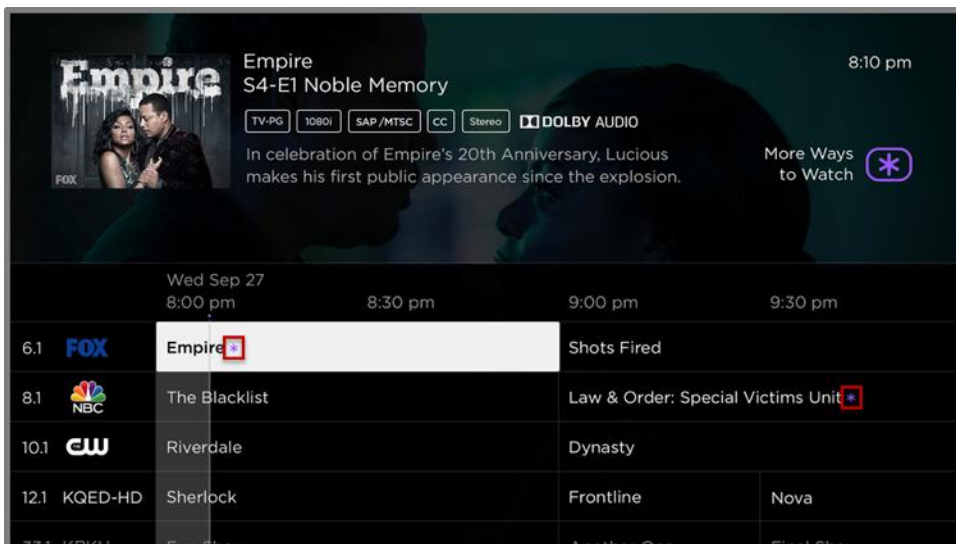 Empire
FOX
Empire
S4-E1 Noble Memory
8:10 pm
TV-PG 1080i SAP/MTSC CC Stereo DOLBY AUDIO
In celebration of Empire's 20th Anniversary, Lucious
makes his first public appearance since the explosion.
More Ways
to Watch *
Wed Sep 27
8:00 pm 8:30 pm 9:00 pm 9:30 pm
6.1 FOX Empire * Shots Fired
8.1 NBC The Blacklist Law & Order: Special Victims Unit *
10.1 CW Riverdale Dynasty
12.1 KQED-HD Sherlock Frontline Nova